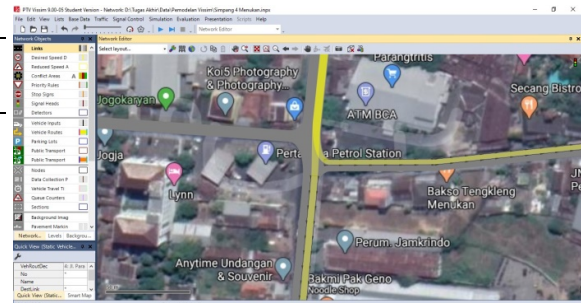 PTV Vissim 9.00-05 Student Version - Network: D:\Tugas Akhir\Data\Pemodelan Vissim\Simpang 4 Menukan.inpx
File Edit View Lists Base Data Traffic Signal Control Simulation Evaluation Presentation Scripts Help
Network Editor
Network Objects
Network Editor
Links
Select layout...
Desired Speed D
Reduced Speed A
Conflict Areas A
Priority Rules
Stop Signs
Signal Heads
Detectors
Vehicle Inputs
Vehicle Routes
Parking Lots
Public Transport
Public Transport
Nodes
Data Collection P
Vehicle Travel Ti
Queue Counters
Sections
Background Imag
Pavement Markin
Network... Levels Backgrou...
Quick View (Static Vehicle...
VehRoutDec
No
Name
DestLink
Quick View (Static... Smart Map
Parangtritis
Koi5 Photography
& Photography...
Secang Bistro
Jogokaryan
ATM BCA
Jogja
Perta
a Petrol Station
Lynn
Bakso Tengkleng
Menukan
Perum. Jamkrindo
Anytime Undangan
& Souvenir
Bakmi Pak Geno
Noodle Shop